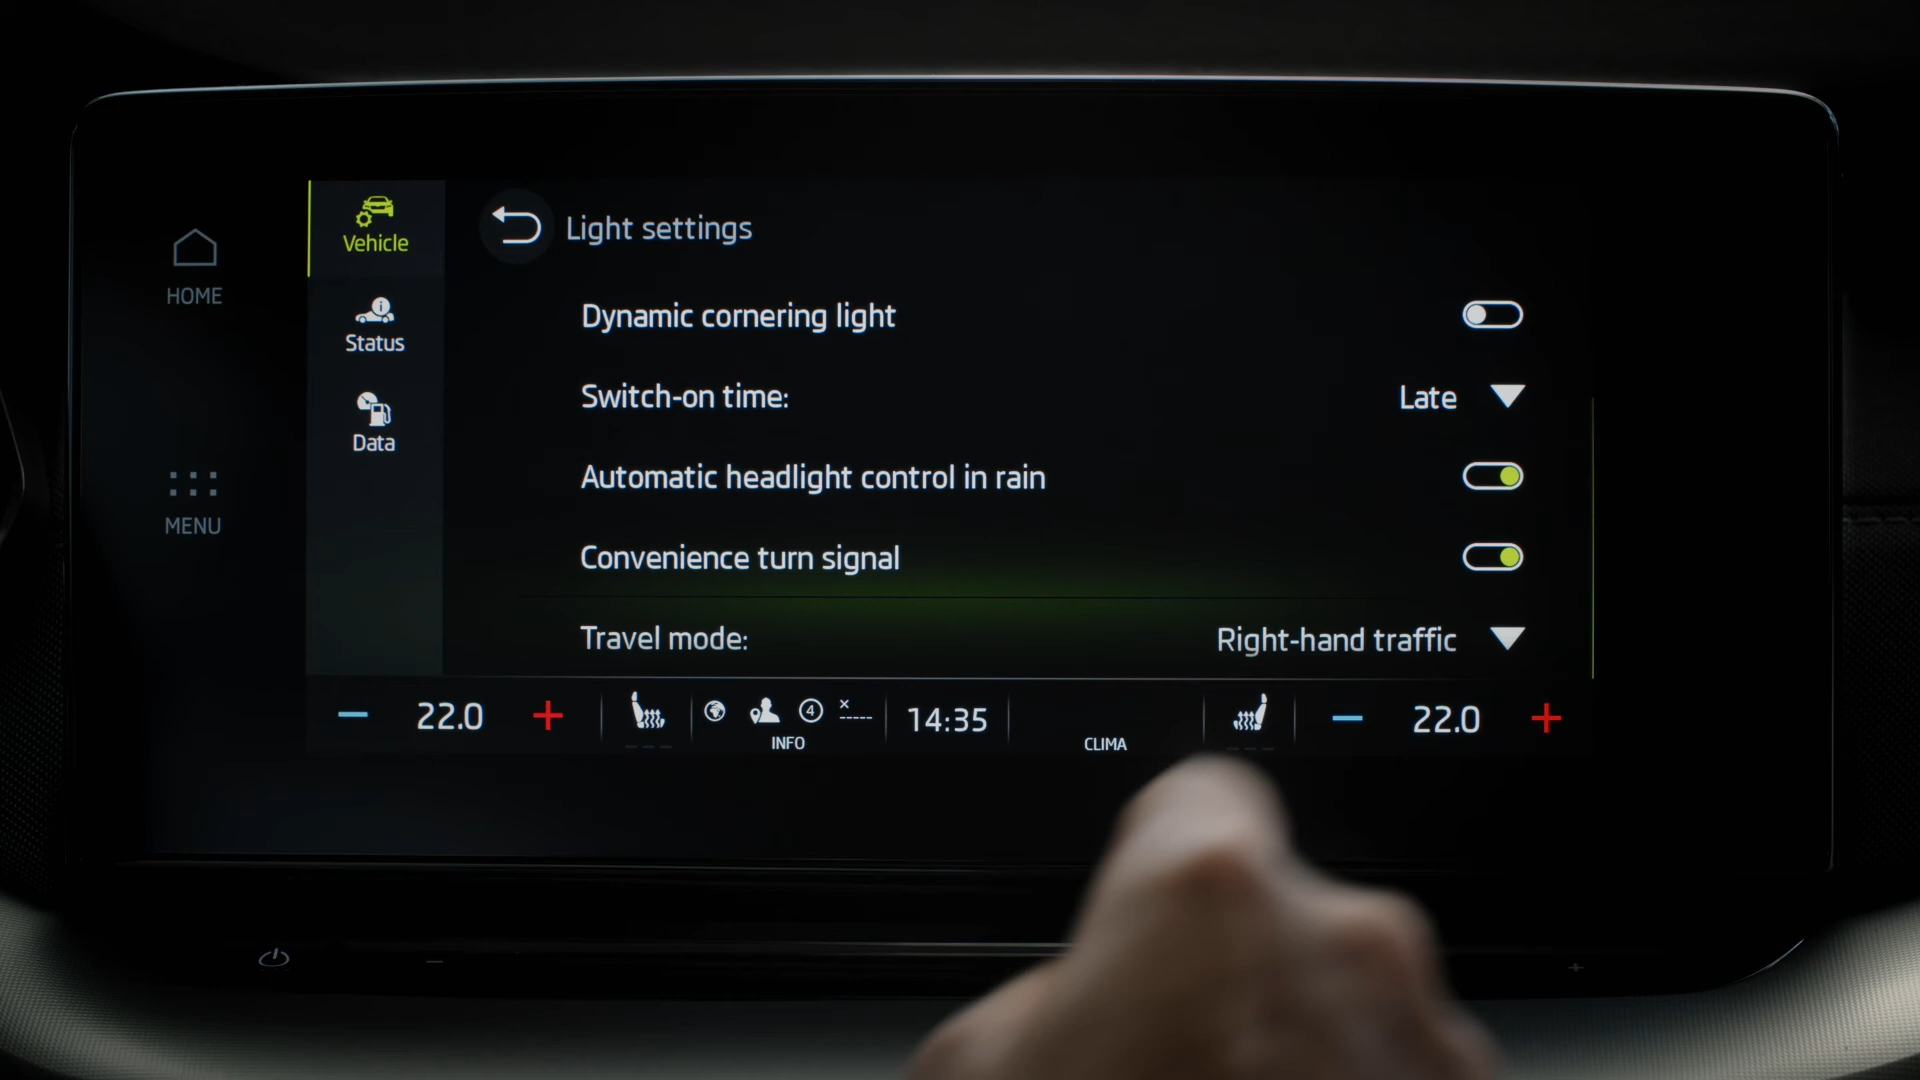 HOME
MENU
Vehicle
Status
Data
Light settings
Dynamic cornering light
Switch-on time: Late
Automatic headlight control in rain
Convenience turn signal
Travel mode: Right-hand traffic
22.0
4
INFO
14:35
CLIMA
22.0